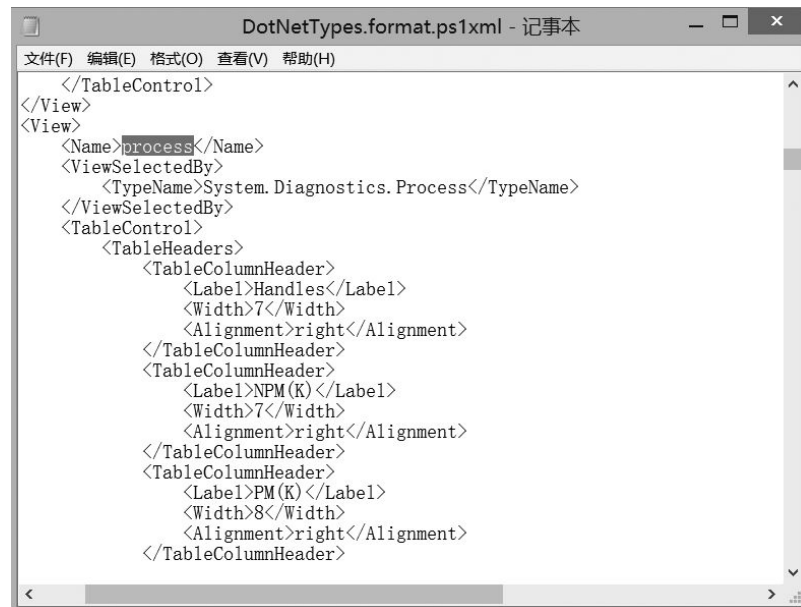 DotNetTypes.format.ps1xml - 记事本
文件(F) 编辑(E) 格式(O) 查看(V) 帮助(H)
</TableControl>
</View>
<View>
<Name>process</Name>
<ViewSelectedBy>
<TypeName>System.Diagnostics.Process</TypeName>
</ViewSelectedBy>
<TableControl>
<TableHeaders>
<TableColumnHeader>
<Label>Handles</Label>
<Width>7</Width>
<Alignment>right</Alignment>
</TableColumnHeader>
<TableColumnHeader>
<Label>NPM(K)</Label>
<Width>7</Width>
<Alignment>right</Alignment>
</TableColumnHeader>
<TableColumnHeader>
<Label>PM(K)</Label>
<Width>8</Width>
<Alignment>right</Alignment>
</TableColumnHeader>